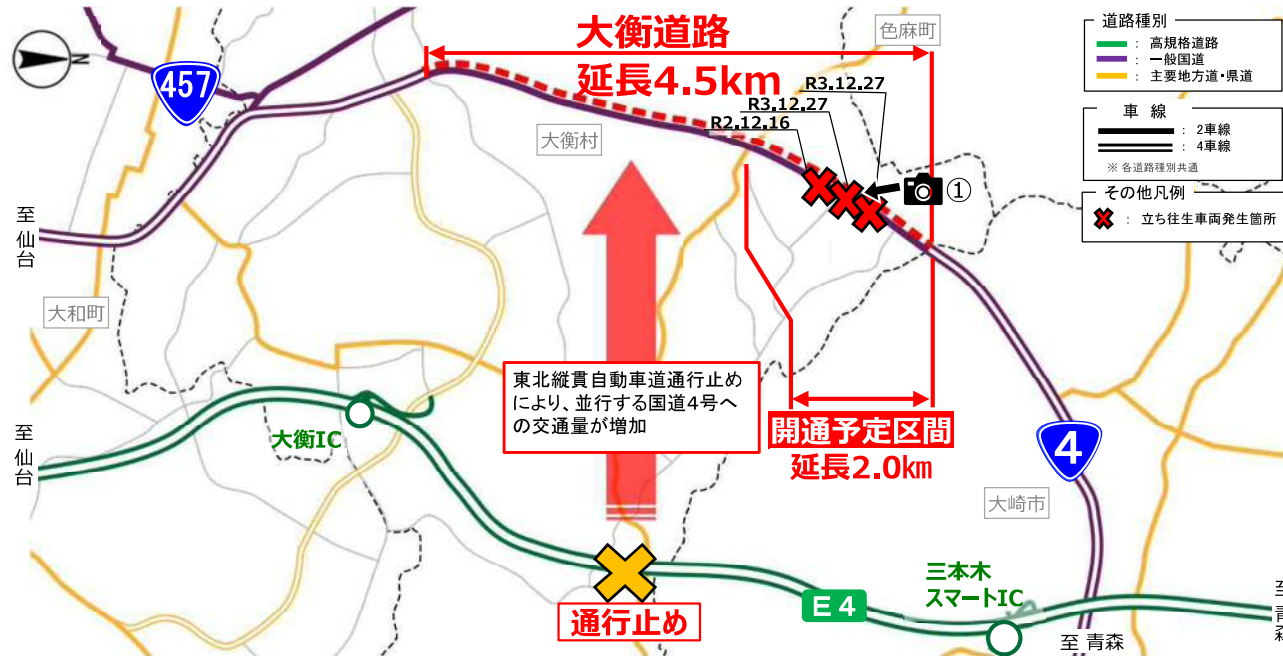 大衡道路
延長4.5km
色麻町
R3.12.27
R3.12.27
R2.12.16
①
N
457
大衡村
道路種別
: 高規格道路
: 一般国道
: 主要地方道・県道
車線
: 2車線
: 4車線
※ 各道路種別共通
その他凡例
: 立ち往生車両発生箇所
至 仙台
大和町
東北縦貫自動車道通行止め
により、並行する国道4号へ
の交通量が増加
開通予定区間
延長2.0㎞
4
大崎市
至 仙台
大衡IC
通行止め
E4
三本木
スマートIC
至 青森
至 青森